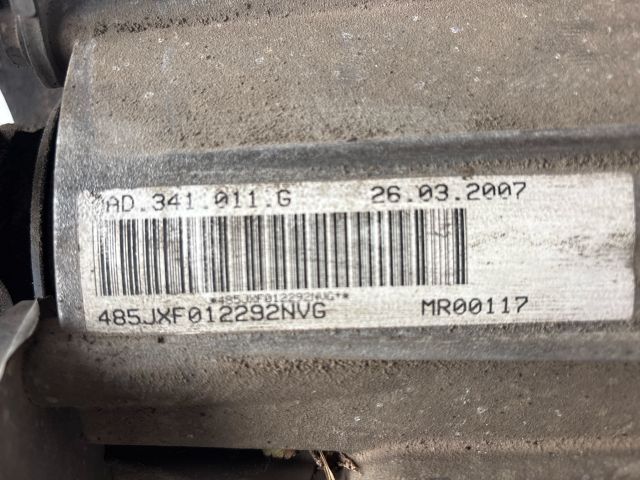 AD.341.011.G 26.03.2007
*485JXF012292NVG*
485JXF012292NVG MR00117